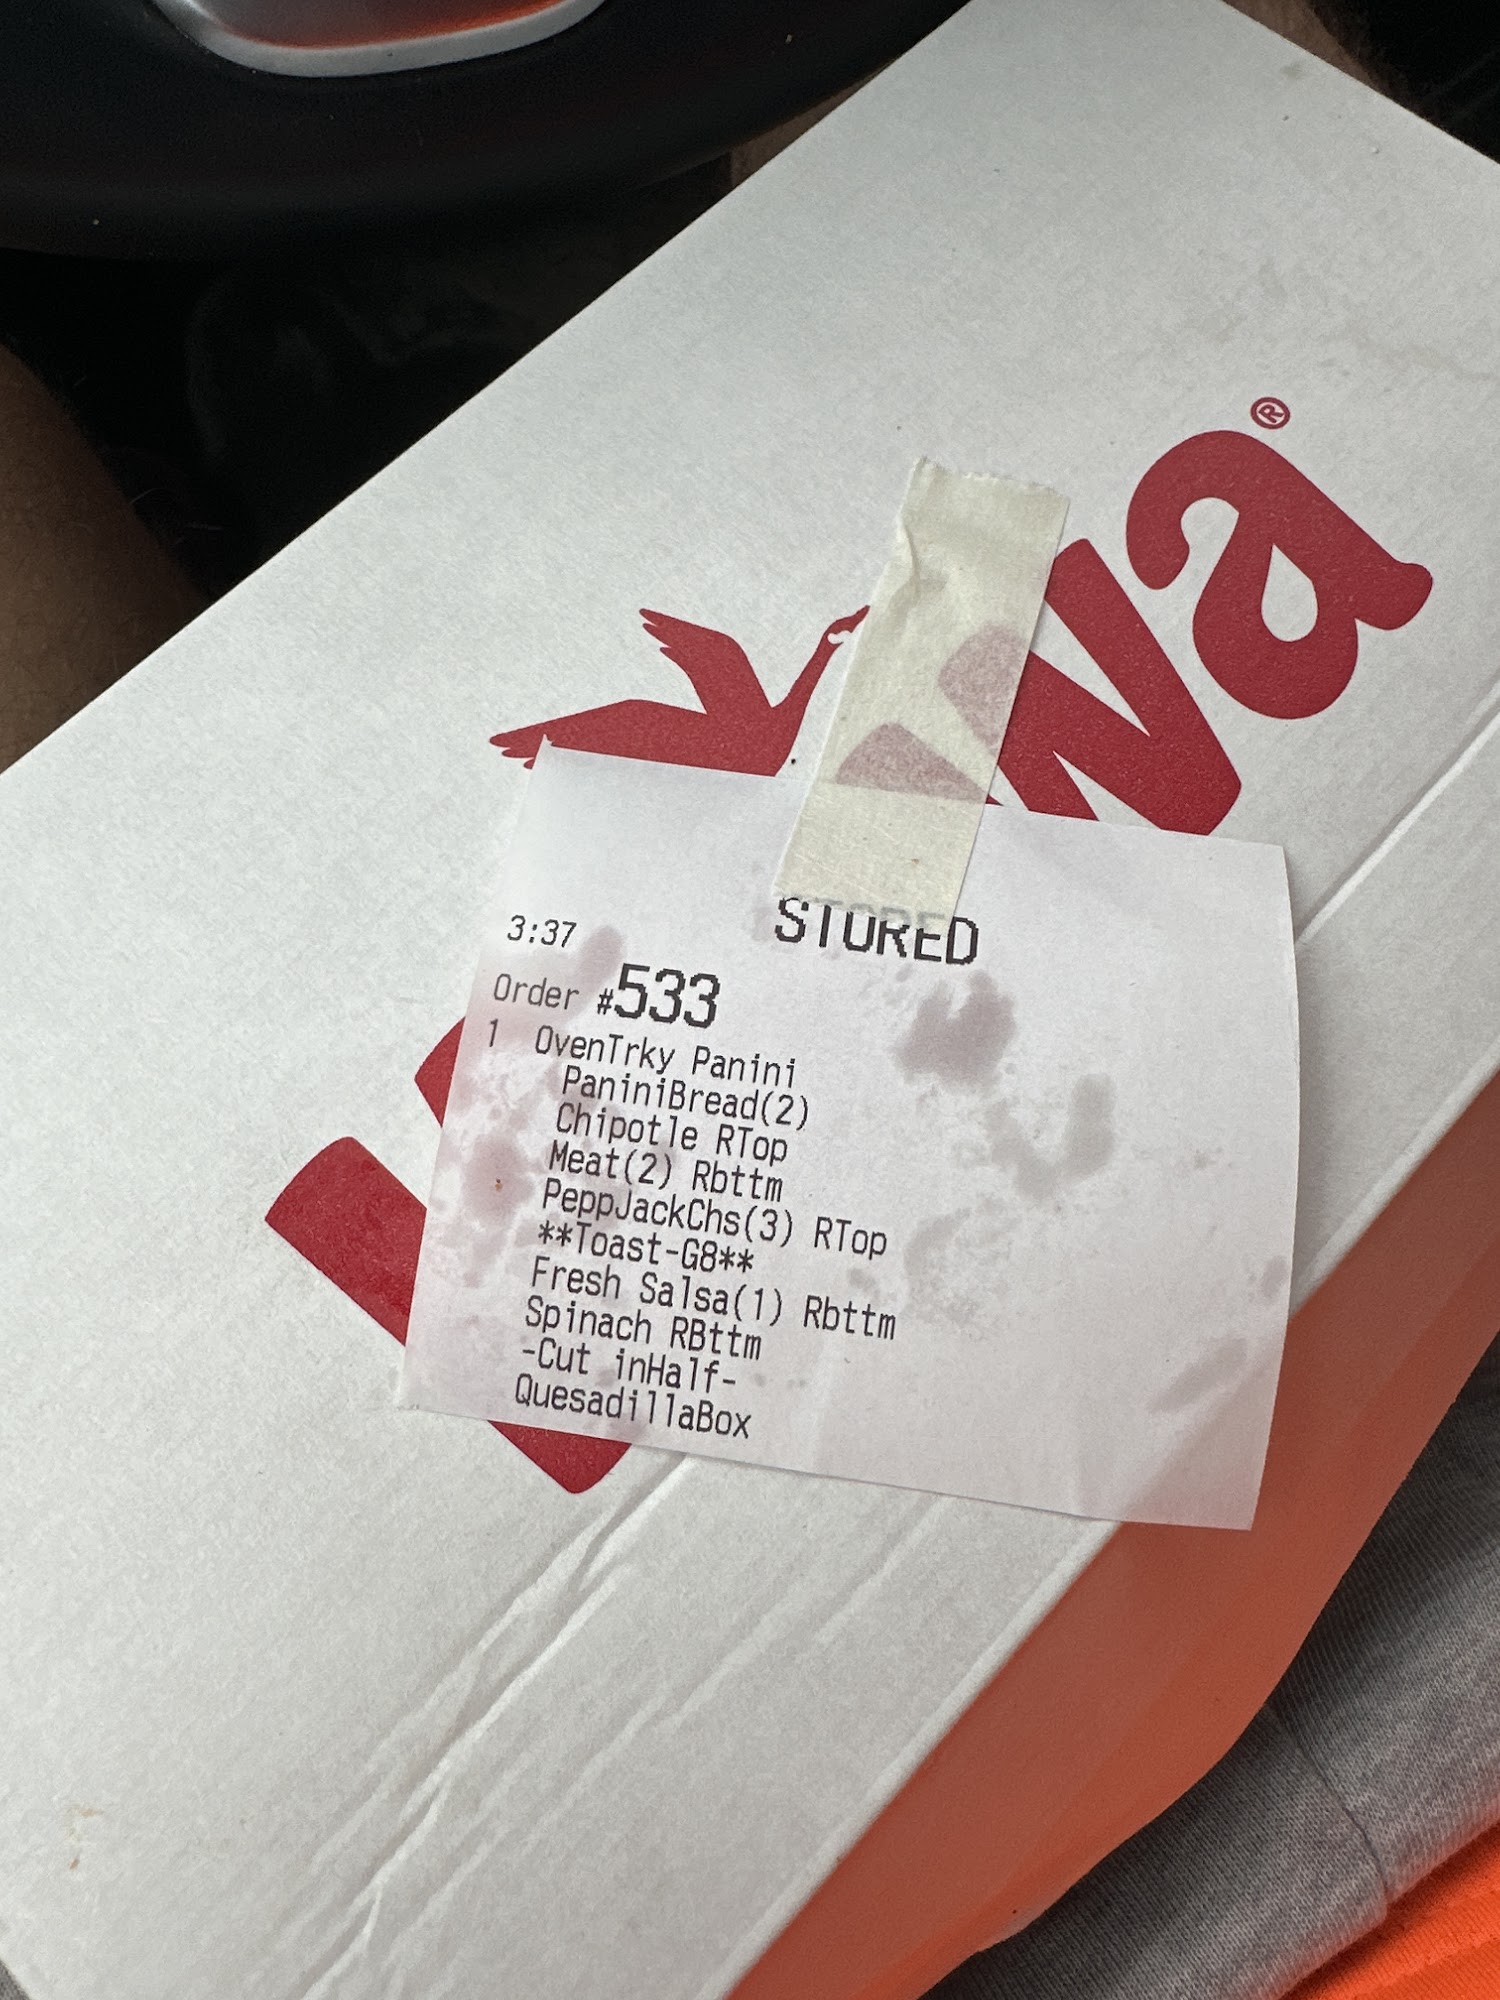 wa®
STORED
3:37
Order #533
1 OvenTrky Panini
PaniniBread(2)
Chipotle RTop
Meat(2) Rbttm
PeppJackChs(3) RTop
**Toast-G8**
Fresh Salsa(1) Rbttm
Spinach RBttm
-Cut inHalf-
QuesadillaBox